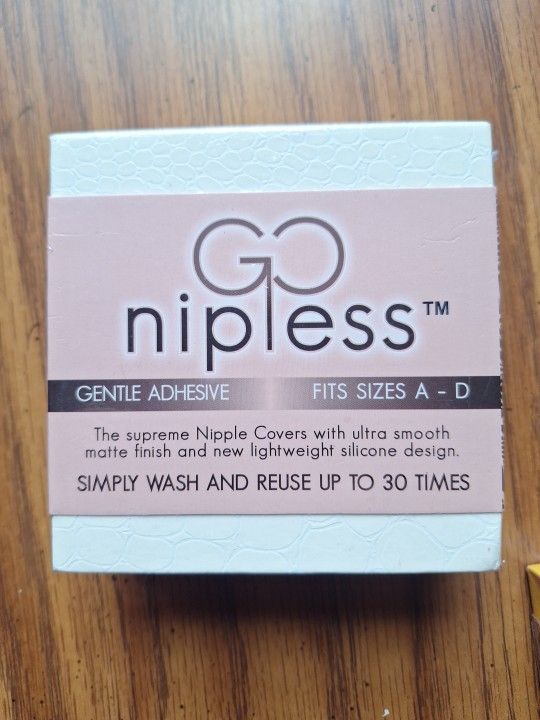 GO
nipless™
GENTLE ADHESIVE FITS SIZES A - D
The supreme Nipple Covers with ultra smooth
matte finish and new lightweight silicone design.
SIMPLY WASH AND REUSE UP TO 30 TIMES